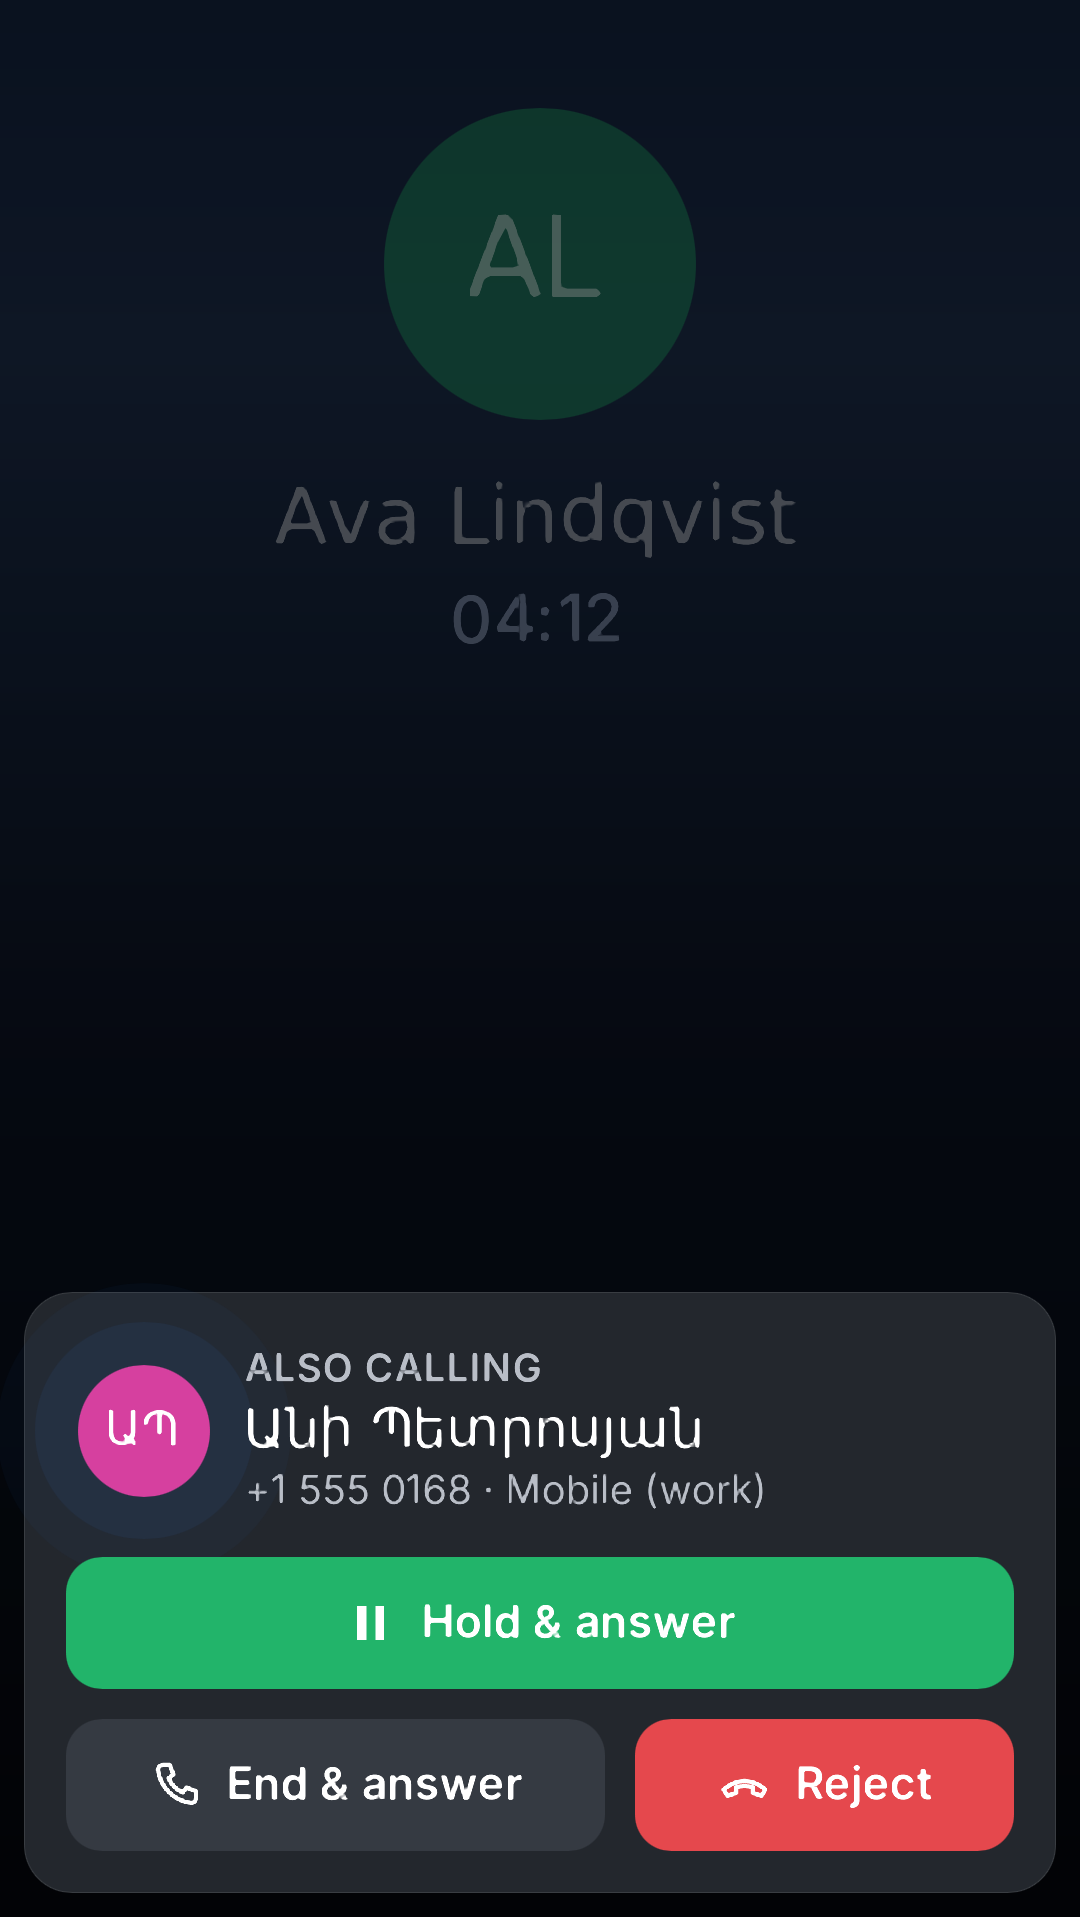 AL
Ava Lindqvist
04:12
ԱՊ
ALSO CALLING
Անի Պետրոսյան
+1 555 0168 · Mobile (work)
Hold & answer
End & answer
Reject